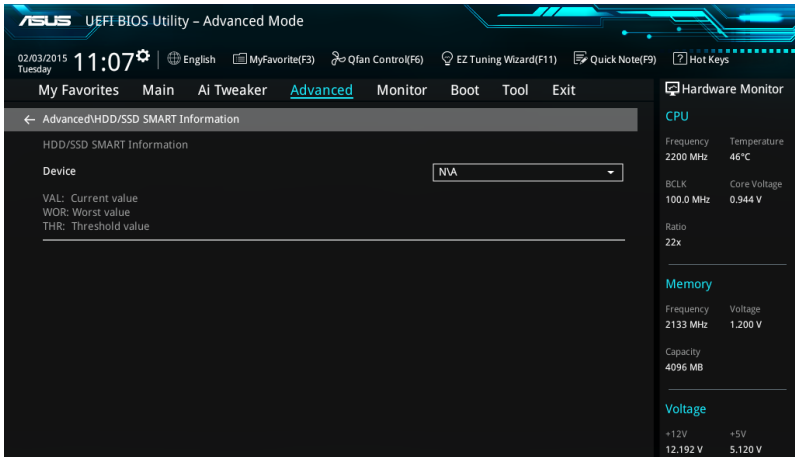 ASUS UEFI BIOS Utility – Advanced Mode
02/03/2015 Tuesday 11:07 English MyFavorite(F3) Qfan Control(F6) EZ Tuning Wizard(F11) Quick Note(F9) ? Hot Keys
My Favorites Main Ai Tweaker Advanced Monitor Boot Tool Exit
← Advanced\HDD/SSD SMART Information
HDD/SSD SMART Information
Device N\A
VAL: Current value
WOR: Worst value
THR: Threshold value
Hardware Monitor
CPU
Frequency Temperature
2200 MHz 46°C
BCLK Core Voltage
100.0 MHz 0.944 V
Ratio
22x
Memory
Frequency Voltage
2133 MHz 1.200 V
Capacity
4096 MB
Voltage
+12V +5V
12.192 V 5.120 V